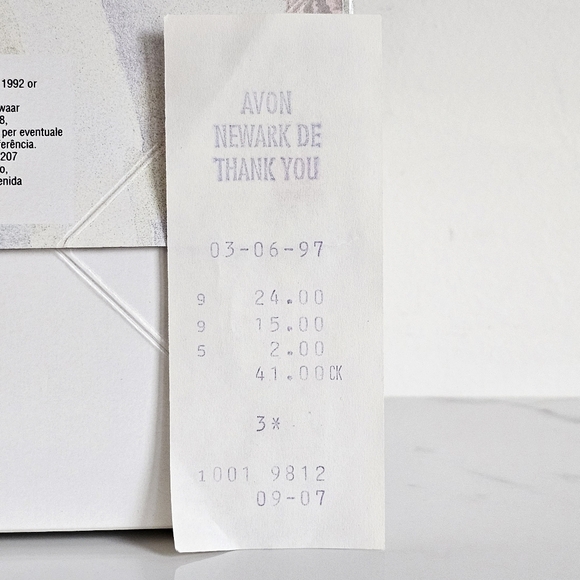 1992 or
waar
8,
per eventuale
erência.
207
o,
enida
AVON
NEWARK DE
THANK YOU
03-06-97
9 24.00
9 15.00
5 2.00
41.00CK
3*
1001 9812
09-07